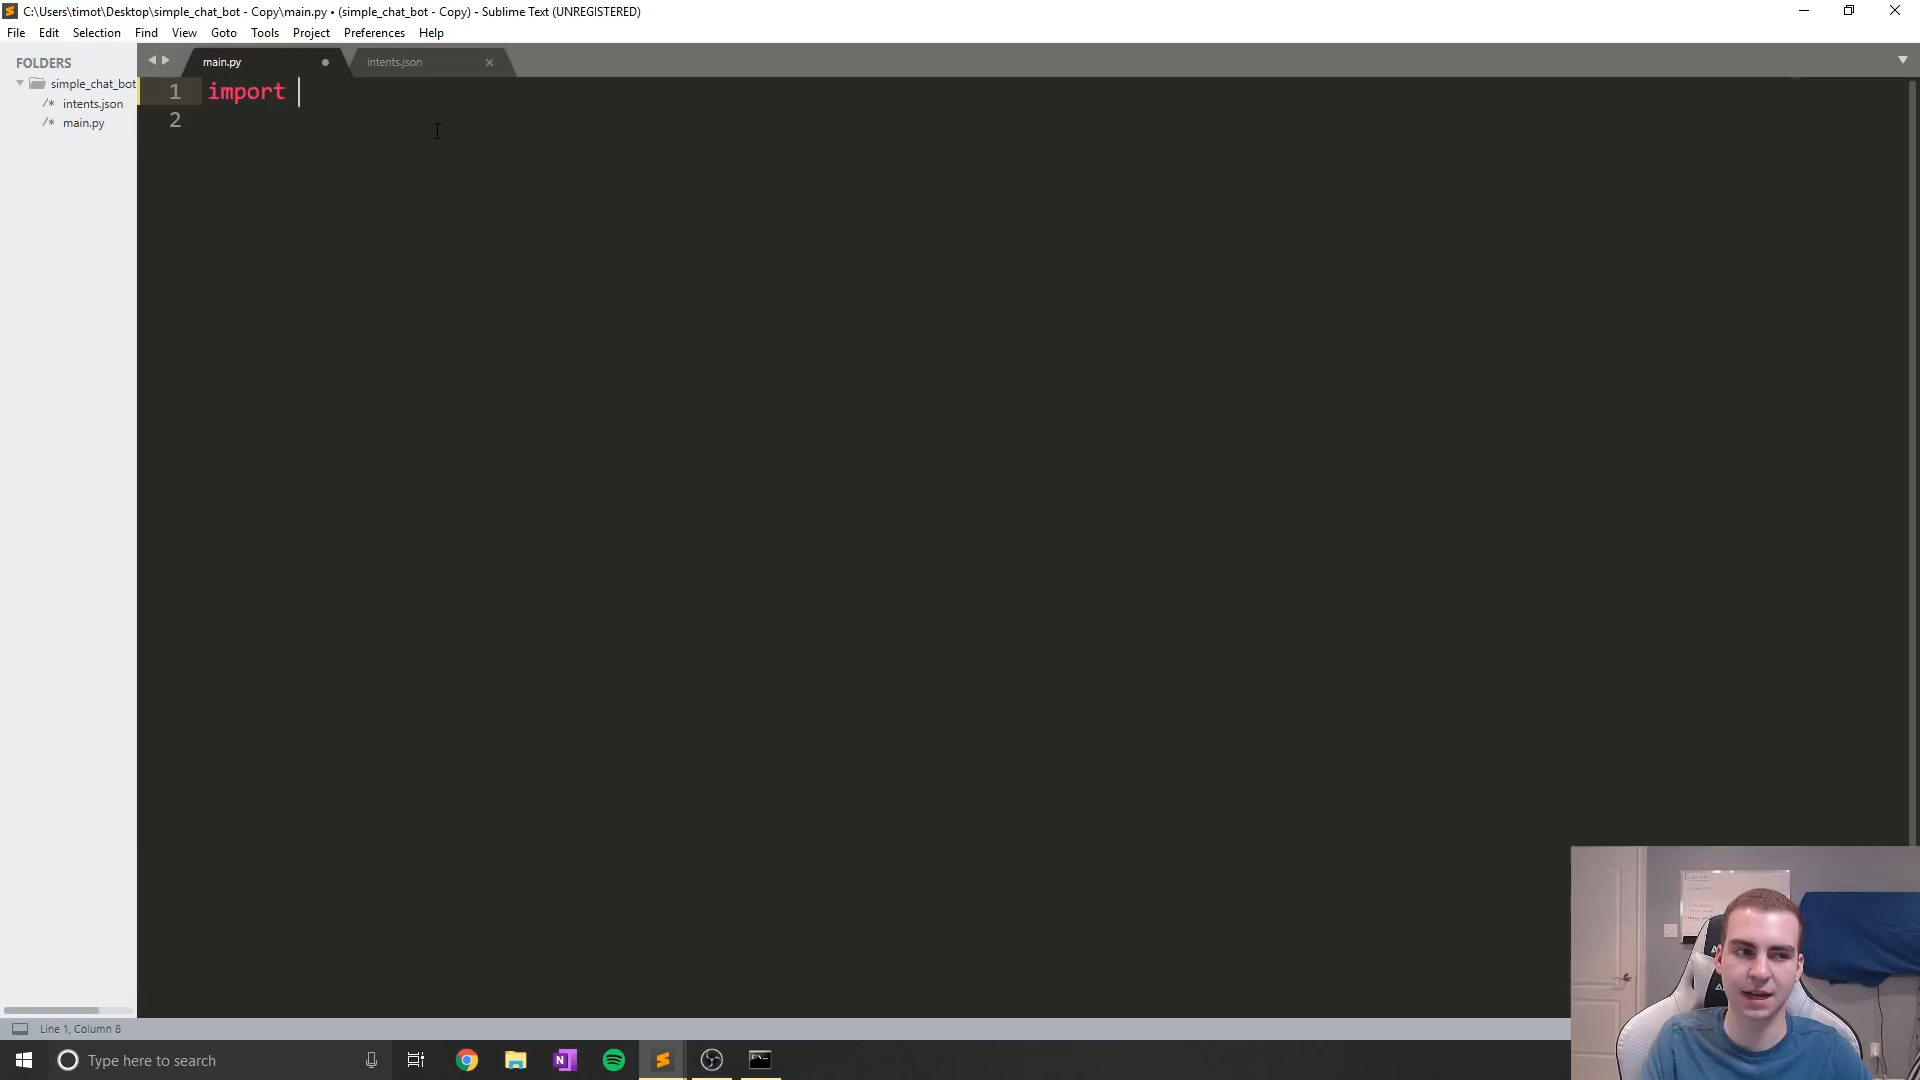 C:\Users\timot\Desktop\simple_chat_bot - Copy\main.py • (simple_chat_bot - Copy) - Sublime Text (UNREGISTERED)
File Edit Selection Find View Goto Tools Project Preferences Help
FOLDERS
simple_chat_bot
/* intents.json
/* main.py
main.py
intents.json
1 import
2
Line 1, Column 8
Type here to search